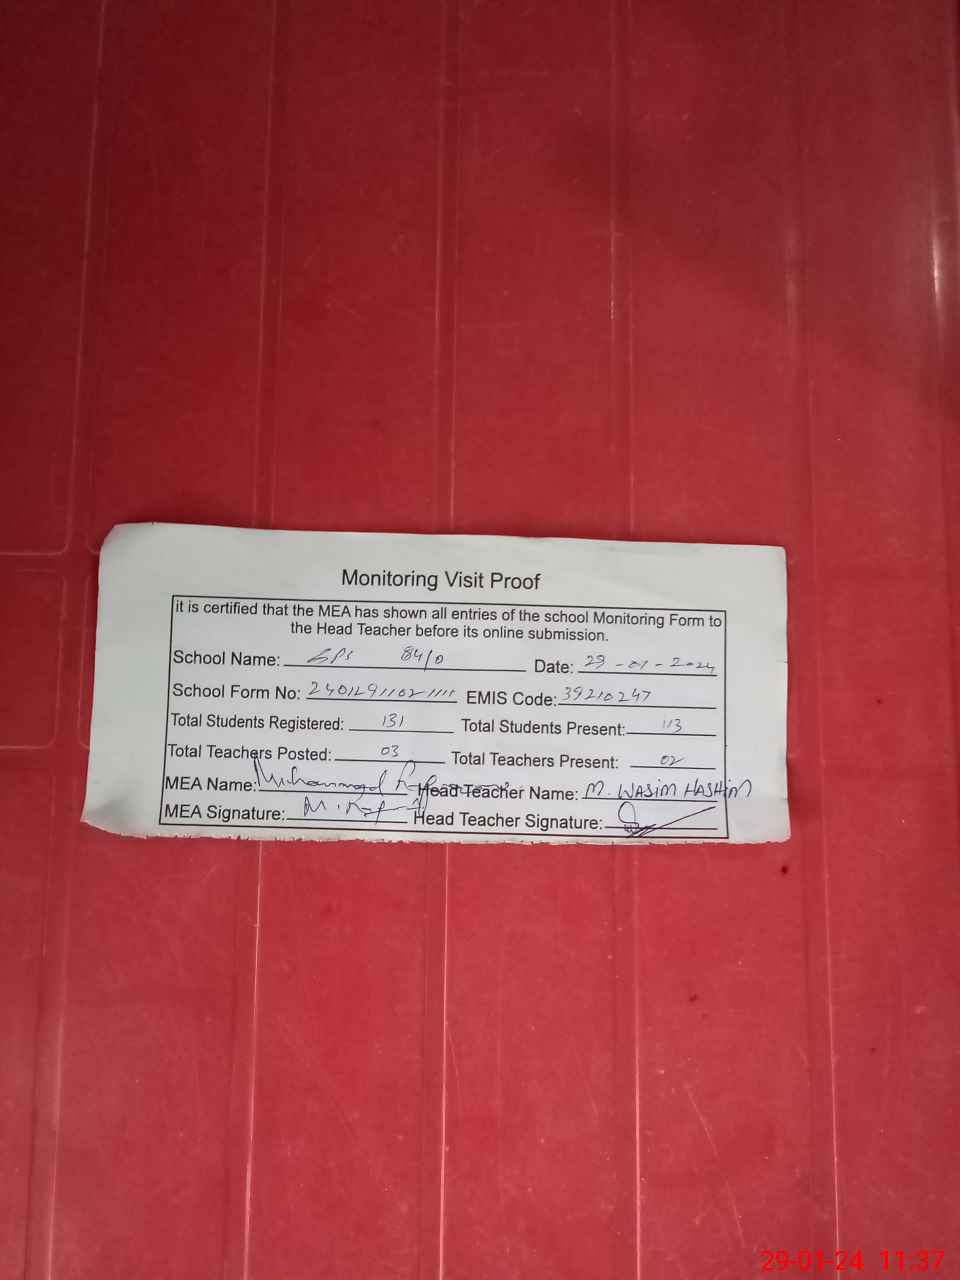 Monitoring Visit Proof
it is certified that the MEA has shown all entries of the school Monitoring Form to
the Head Teacher before its online submission.
School Name: GPS 84/D Date: 29-01-2024
School Form No: EMIS Code: 39210247
Total Students Registered: 131 Total Students Present: 113
Total Teachers Posted: 03 Total Teachers Present: 02
MEA Name: Muhammad Head Teacher Name: M. WASIM HASHIM
MEA Signature: Head Teacher Signature:
29-01-24 11:37